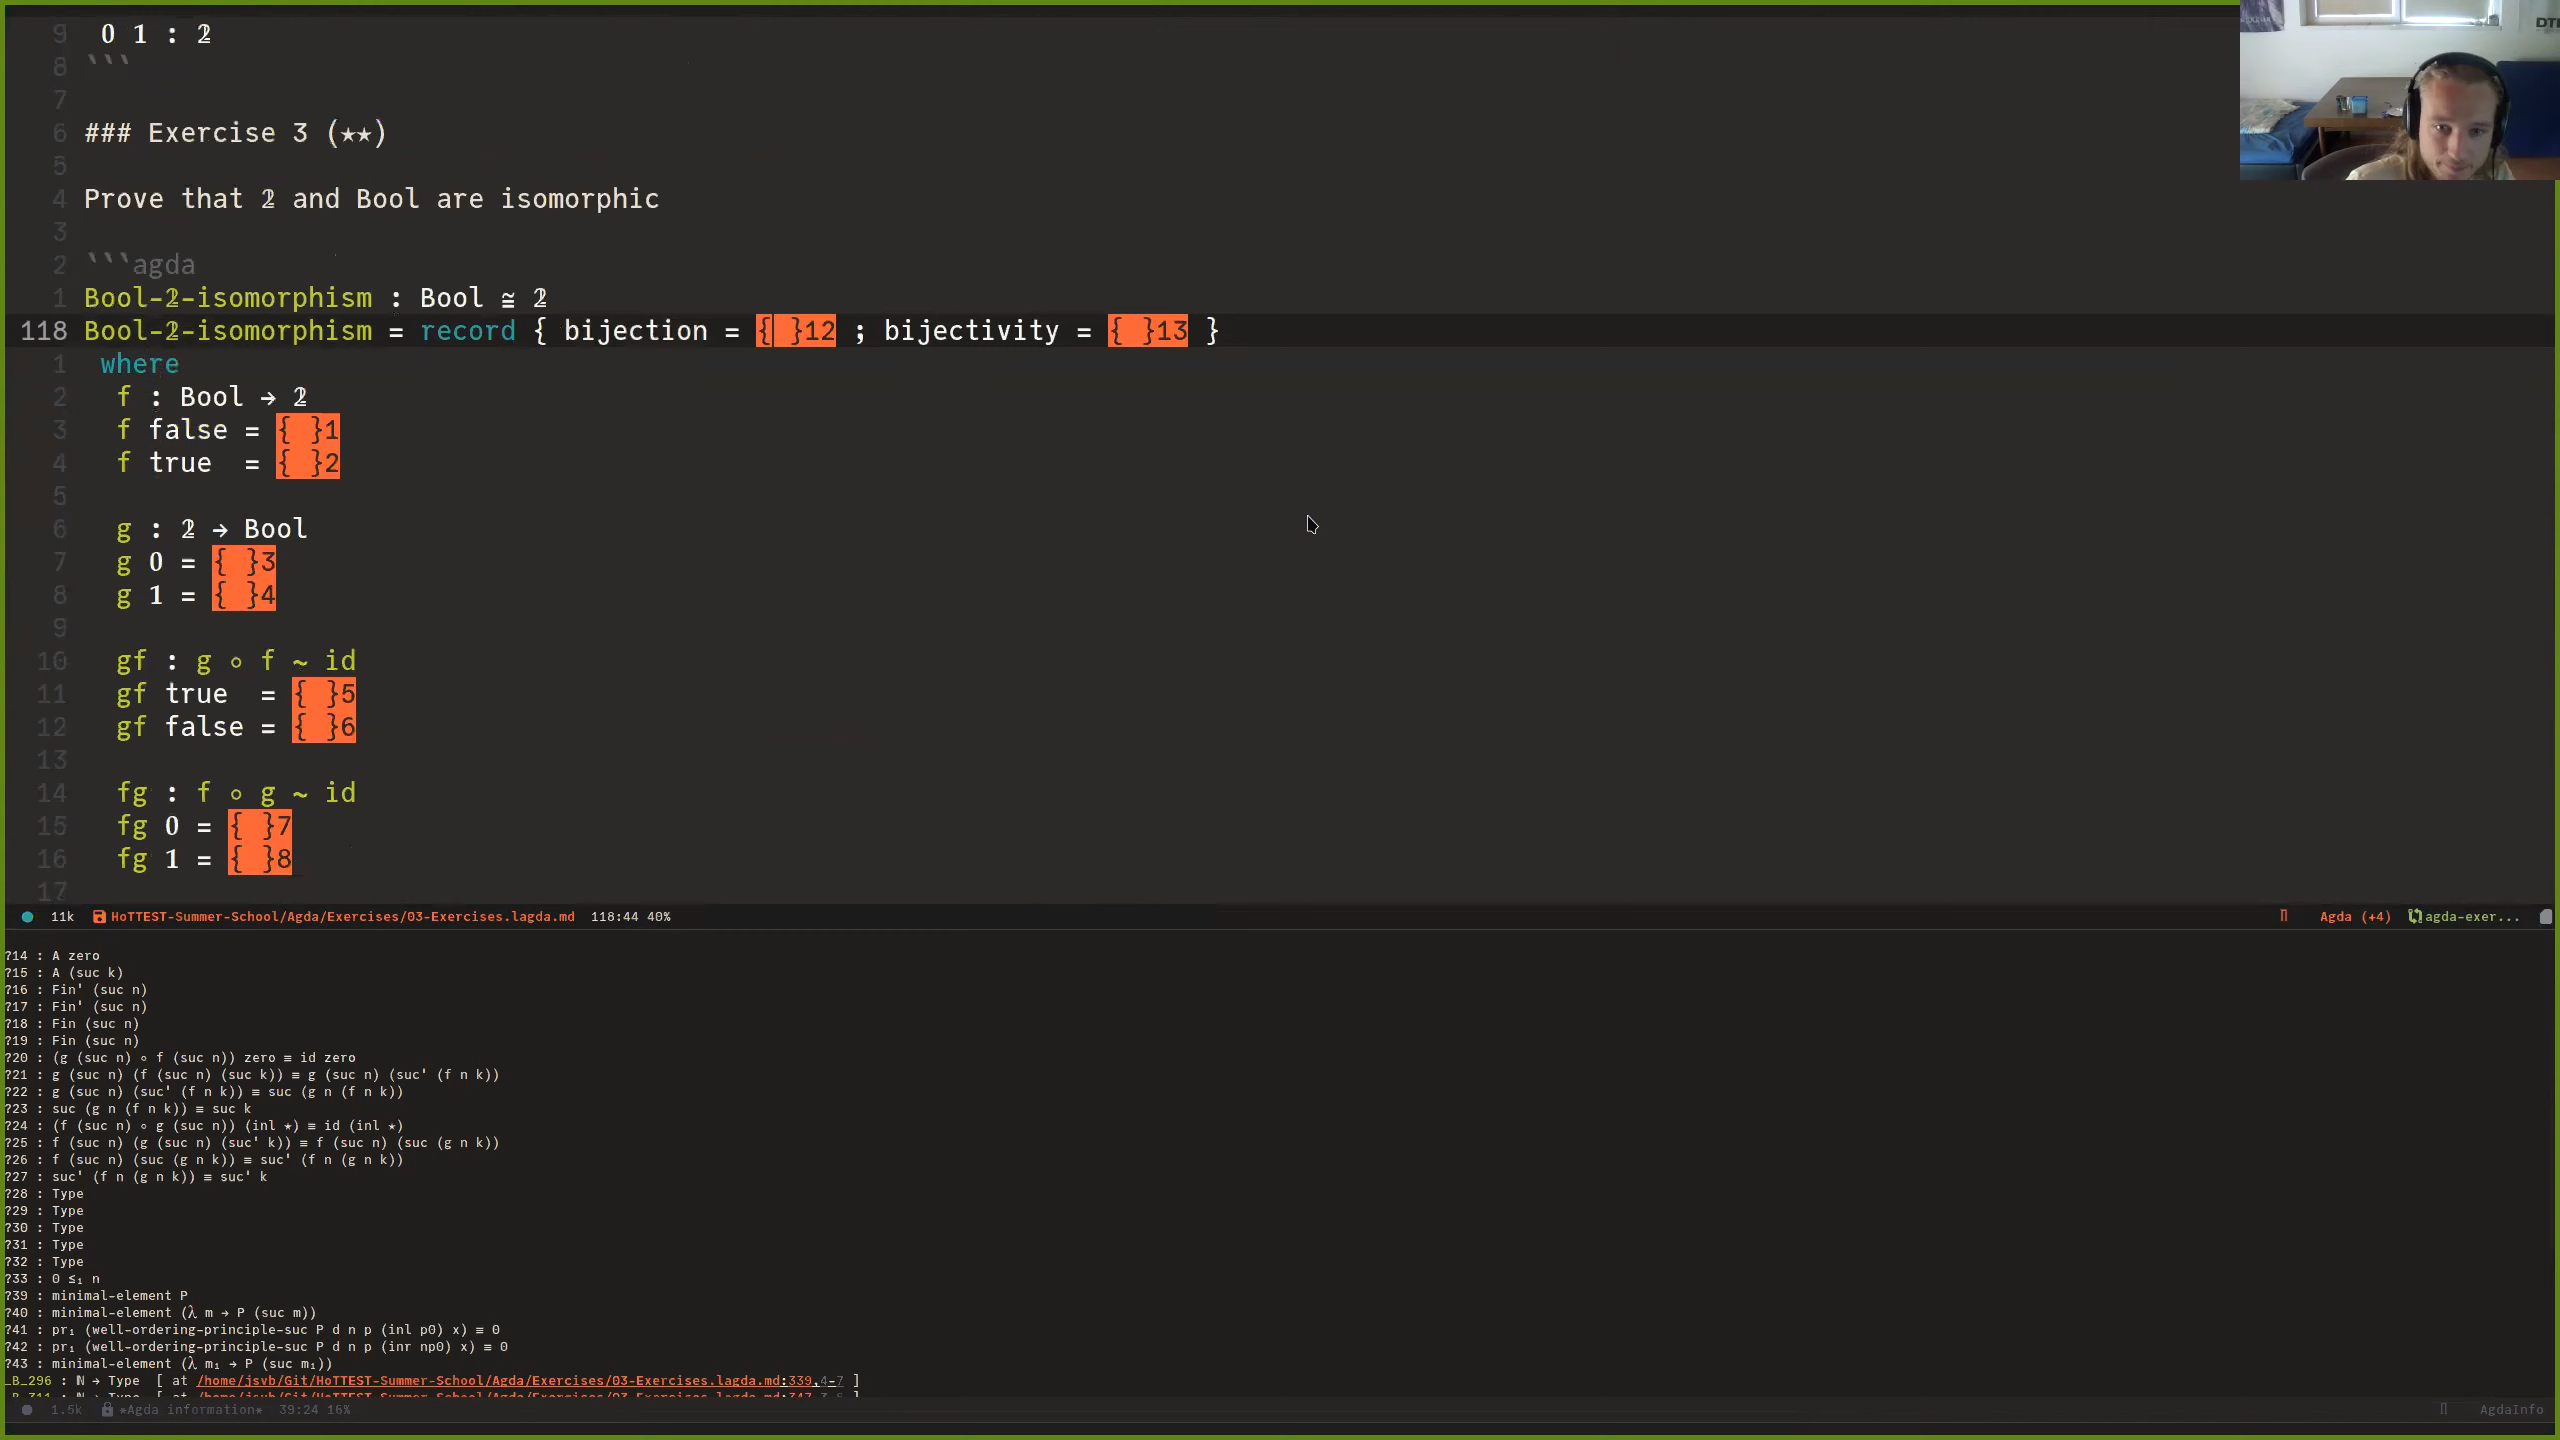 9 𝟎 𝟏 : 𝟚
8 ```
7
6 ### Exercise 3 (★★)
5
4 Prove that 𝟚 and Bool are isomorphic
3
2 ```agda
1 Bool-𝟚-isomorphism : Bool ≅ 𝟚
118 Bool-𝟚-isomorphism = record { bijection = { }12 ; bijectivity = { }13 }
1 where
2 f : Bool → 𝟚
3 f false = { }1
4 f true = { }2
5
6 g : 𝟚 → Bool
7 g 𝟎 = { }3
8 g 𝟏 = { }4
9
10 gf : g ∘ f ∼ id
11 gf true = { }5
12 gf false = { }6
13
14 fg : f ∘ g ∼ id
15 fg 𝟎 = { }7
16 fg 𝟏 = { }8
17
11k HoTTEST-Summer-School/Agda/Exercises/03-Exercises.lagda.md 118:44 40% Π Agda (+4) agda-exer...
?14 : A zero
?15 : A (suc k)
?16 : Fin' (suc n)
?17 : Fin' (suc n)
?18 : Fin (suc n)
?19 : Fin (suc n)
?20 : (g (suc n) ∘ f (suc n)) zero ≡ id zero
?21 : g (suc n) (f (suc n) (suc k)) ≡ g (suc n) (suc' (f n k))
?22 : g (suc n) (suc' (f n k)) ≡ suc (g n (f n k))
?23 : suc (g n (f n k)) ≡ suc k
?24 : (f (suc n) ∘ g (suc n)) (inl ⋆) ≡ id (inl ⋆)
?25 : f (suc n) (g (suc n) (suc' k)) ≡ f (suc n) (suc (g n k))
?26 : f (suc n) (suc (g n k)) ≡ suc' (f n (g n k))
?27 : suc' (f n (g n k)) ≡ suc' k
?28 : Type
?29 : Type
?30 : Type
?31 : Type
?32 : Type
?33 : 0 ≤₁ n
?39 : minimal-element P
?40 : minimal-element (λ m → P (suc m))
?41 : pr₁ (well-ordering-principle-suc P d n p (inl p0) x) ≡ 0
?42 : pr₁ (well-ordering-principle-suc P d n p (inr np0) x) ≡ 0
?43 : minimal-element (λ m₁ → P (suc m₁))
_B_296 : ℕ → Type [ at /home/jsvb/Git/HoTTEST-Summer-School/Agda/Exercises/03-Exercises.lagda.md:339,4-7 ]
1.5k *Agda information* 39:24 16% Π AgdaInfo